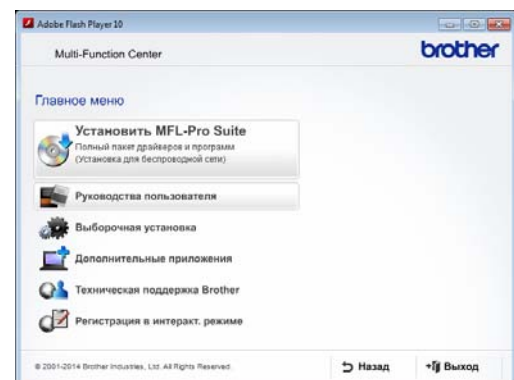 Adobe Flash Player 10
Multi-Function Center
brother
Главное меню
Установить MFL-Pro Suite
Полный пакет драйверов и программ
(Установка для беспроводной сети)
Руководства пользователя
Выборочная установка
Дополнительные приложения
Техническая поддержка Brother
Регистрация в интеракт. режиме
© 2001-2014 Brother Industries, Ltd. All Rights Reserved.
Назад
Выход